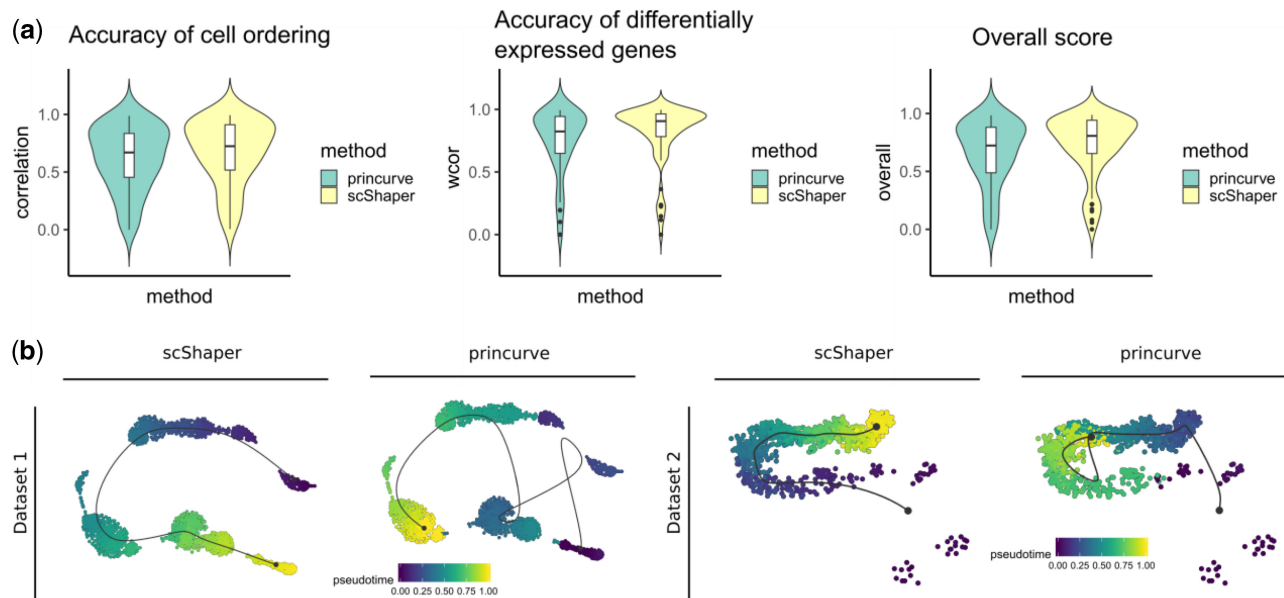 (a)
Accuracy of cell ordering
correlation
1.0
0.5
0.0
method
method
princurve
scShaper
Accuracy of differentially
expressed genes
wcor
1.0
0.5
0.0
method
method
princurve
scShaper
Overall score
overall
1.0
0.5
0.0
method
method
princurve
scShaper
(b)
scShaper
princurve
Dataset 1
pseudotime
0.00 0.25 0.50 0.75 1.00
scShaper
princurve
Dataset 2
pseudotime
0.00 0.25 0.50 0.75 1.00